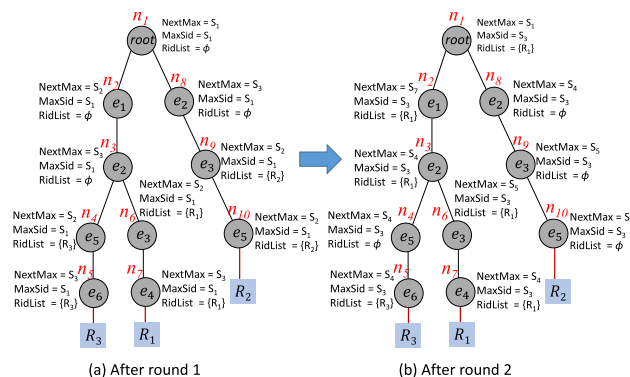 n1
NextMax = S1
MaxSid = S1
RidList = ϕ
root
n2
NextMax = S2
MaxSid = S1
RidList = ϕ
e1
n8
NextMax = S3
MaxSid = S1
RidList = ϕ
e2
n3
NextMax = S3
MaxSid = S1
RidList = ϕ
e2
n9
NextMax = S2
MaxSid = S1
RidList = {R2}
e3
n4
NextMax = S2
MaxSid = S1
RidList = {R3}
e5
n6
NextMax = S2
MaxSid = S1
RidList = {R1}
e3
n10
NextMax = S2
MaxSid = S1
RidList = {R2}
e5
n5
NextMax = S3
MaxSid = S1
RidList = {R3}
e6
n7
NextMax = S3
MaxSid = S1
RidList = {R1}
e4
R2
R3
R1
(a) After round 1
n1
NextMax = S1
MaxSid = S3
RidList = {R1}
root
n2
NextMax = S7
MaxSid = S3
RidList = {R1}
e1
n8
NextMax = S4
MaxSid = S3
RidList = ϕ
e2
n3
NextMax = S4
MaxSid = S3
RidList = {R1}
e2
n9
NextMax = S5
MaxSid = S3
RidList = ϕ
e3
n4
NextMax = S4
MaxSid = S3
RidList = ϕ
e5
n6
NextMax = S5
MaxSid = S3
RidList = {R1}
e3
n10
NextMax = S
MaxSid = S3
RidList = ϕ
e5
n5
NextMax = S4
MaxSid = S3
RidList = {R3}
e6
n7
NextMax = S4
MaxSid = S3
RidList = {R1}
e4
R2
R3
R1
(b) After round 2